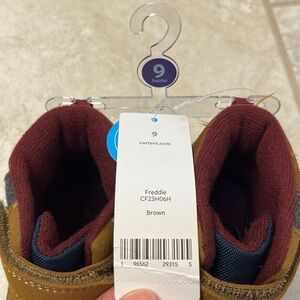 9
Toddler
9
carters.com
Freddie
CF23H06H
Brown
1 96562 29315 5